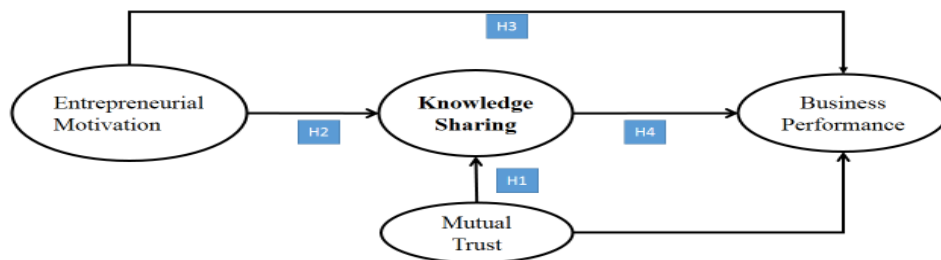 H3
Entrepreneurial
Motivation
H2
Knowledge
Sharing
H4
Business
Performance
H1
Mutual
Trust